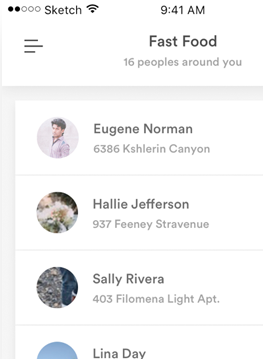 Sketch 9:41 AM
Fast Food
16 peoples around you
Eugene Norman
6386 Kshlerin Canyon
Hallie Jefferson
937 Feeney Stravenue
Sally Rivera
403 Filomena Light Apt.
Lina Day